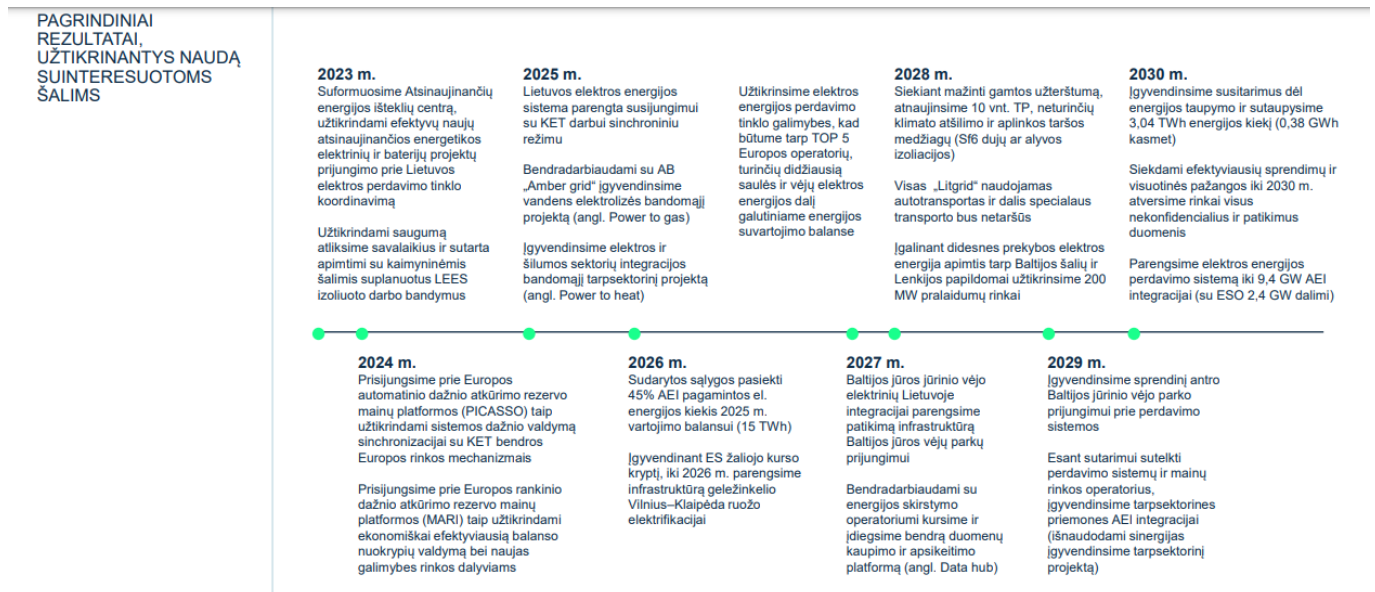 PAGRINDINIAI
REZULTATAI,
UŽTIKRINANTYS NAUDĄ
SUINTERESUOTOMS
ŠALIMS
2023 m.
Suformuosime Atsinaujinančių
energijos išteklių centrą,
užtikrindami efektyvų naujų
atsinaujinančios energetikos
elektrinių ir baterijų projektų
prijungimo prie Lietuvos
elektros perdavimo tinklo
koordinavimą
Užtikrindami saugumą
atliksime savalaikius ir sutarta
apimtimi su kaimyninėmis
šalimis suplanuotus LEES
izoliuoto darbo bandymus
2024 m.
Prisijungsime prie Europos
automatinio dažnio atkūrimo rezervo
mainų platformos (PICASSO) taip
užtikrindami sistemos dažnio valdymą
sinchronizacijai su KET bendros
Europos rinkos mechanizmais
Prisijungsime prie Europos rankinio
dažnio atkūrimo rezervo mainų
platformos (MARI) taip užtikrindami
ekonomiškai efektyviausią balanso
nuokrypių valdymą bei naujas
galimybes rinkos dalyviams
2025 m.
Lietuvos elektros energijos
sistema parengta susijungimui
su KET darbui sinchroniniu
režimu
Bendradarbiaudami su AB
„Amber grid" įgyvendinsime
vandens elektrolizės bandomąjį
projektą (angl. Power to gas)
Įgyvendinsime elektros ir
šilumos sektorių integracijos
bandomąjį tarpsektorinį projektą
(angl. Power to heat)
2026 m.
Sudarytos sąlygos pasiekti
45% AEI pagamintos el.
energijos kiekis 2025 m.
vartojimo balansui (15 TWh)
Įgyvendinant ES žaliojo kurso
kryptį, iki 2026 m. parengsime
infrastruktūrą geležinkelio
Vilnius–Klaipėda ruožo
elektrifikacijai
Užtikrinsime elektros
energijos perdavimo
tinklo galimybes, kad
būtume tarp TOP 5
Europos operatorių,
turinčių didžiausią
saulės ir vėjų elektros
energijos dalį
galutiniame energijos
suvartojimo balanse
2027 m.
Baltijos jūros jūrinio vėjo
elektrinių Lietuvoje
integracijai parengsime
patikimą infrastruktūrą
Baltijos jūros vėjų parkų
prijungimui
Bendradarbiaudami su
energijos skirstymo
operatoriumi kursime ir
įdiegsime bendrą duomenų
kaupimo ir apsikeitimo
platformą (angl. Data hub)
2028 m.
Siekiant mažinti gamtos užterštumą,
atnaujinsime 10 vnt. TP, neturinčių
klimato atšilimo ir aplinkos taršos
medžiagų (Sf6 dujų ar alyvos
izoliacijos)
Visas „Litgrid" naudojamas
autotransportas ir dalis specialaus
transporto bus netaršūs
Įgalinant didesnes prekybos elektros
energija apimtis tarp Baltijos šalių ir
Lenkijos papildomai užtikrinsime 200
MW pralaidumų rinkai
2029 m.
Įgyvendinsime sprendinį antro
Baltijos jūrinio vėjo parko
prijungimui prie perdavimo
sistemos
Esant sutarimui sutelkti
perdavimo sistemų ir mainų
rinkos operatorius,
įgyvendinsime tarpsektorines
priemones AEI integracijai
(išnaudodami sinergijas
įgyvendinsime tarpsektorinį
projektą)
2030 m.
Įgyvendinsime susitarimus dėl
energijos taupymo ir sutaupysime
3,04 TWh energijos kiekį (0,38 GWh
kasmet)
Siekdami efektyviausių sprendimų ir
visuotinės pažangos iki 2030 m.
atversime rinkai visus
nekonfidencialius ir patikimus
duomenis
Parengsime elektros energijos
perdavimo sistemą iki 9,4 GW AEI
integracijai (su ESO 2,4 GW dalimi)